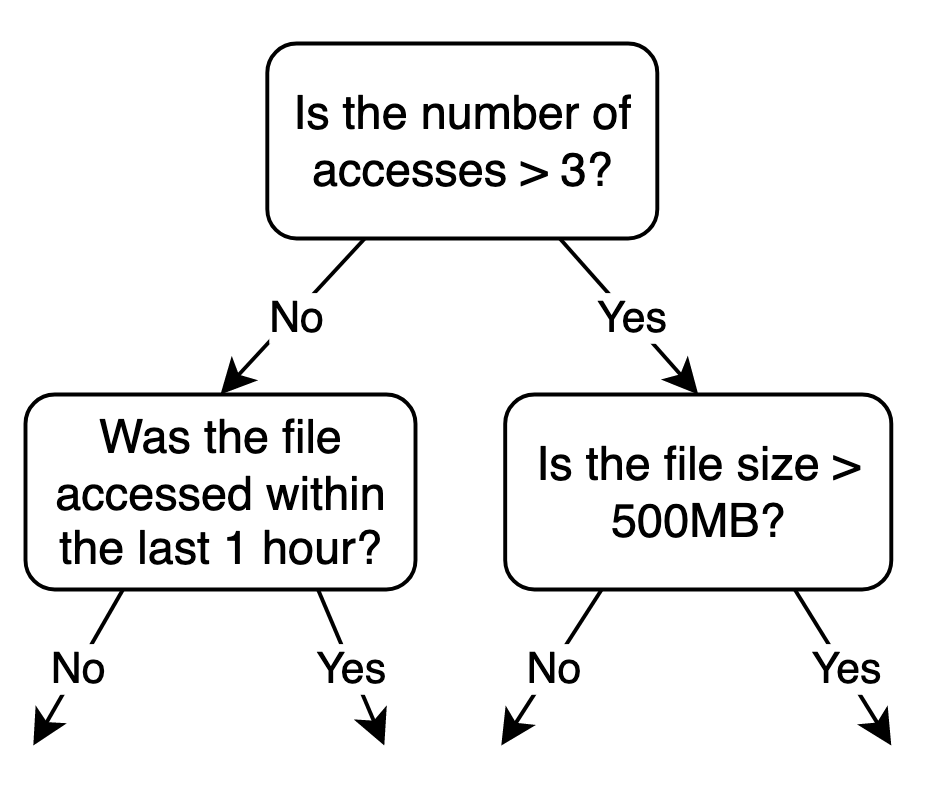 Is the number of
accesses > 3?
No
Yes
Was the file
accessed within
the last 1 hour?
Is the file size >
500MB?
No
Yes
No
Yes